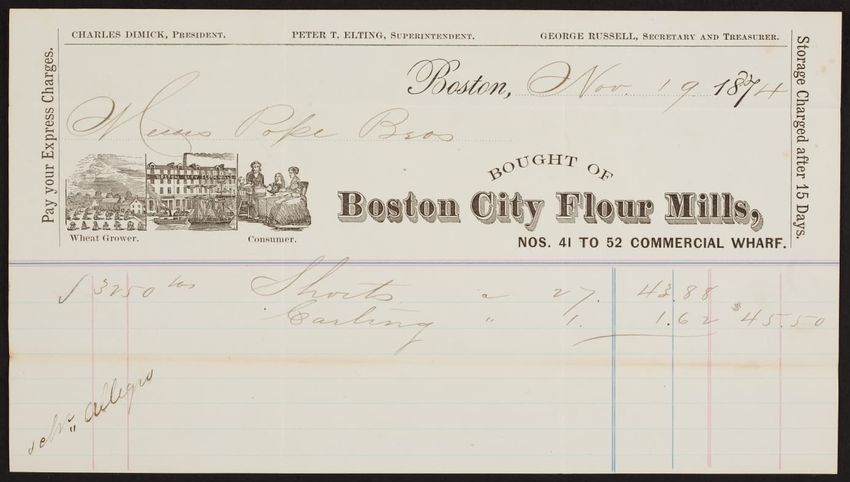 CHARLES DIMICK, PRESIDENT. PETER T. ELTING, SUPERINTENDENT. GEORGE RUSSELL, SECRETARY AND TREASURER.
Pay your Express Charges.
Storage Charged after 15 Days.
Boston, Nov. 19 1874
Messrs Pope Bros
BOUGHT OF
Boston City Flour Mills,
NOS. 41 TO 52 COMMERCIAL WHARF.
Wheat Grower. Consumer.
3250 lbs Shorts a 27. 43.88
Carting " 1. 1.62 $45.50
Schr. Allegro